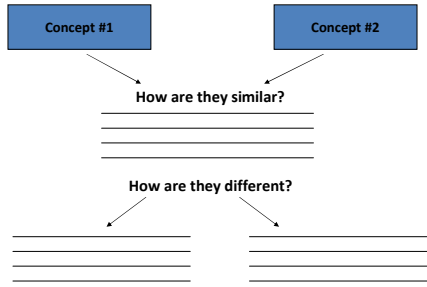 Concept #1
Concept #2
How are they similar?
How are they different?